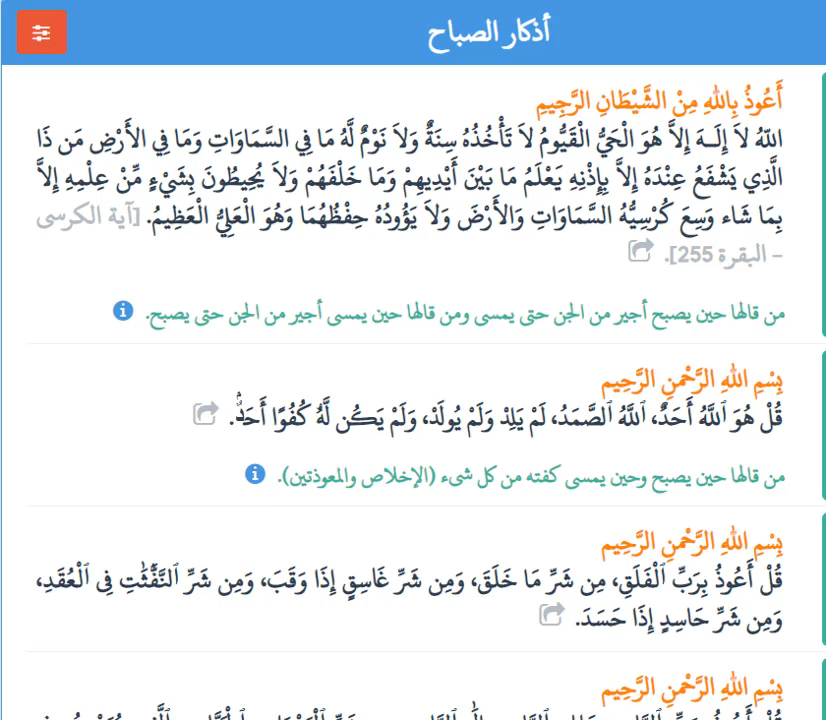 أذكار الصباح
أَعُوذُ بِاللهِ مِنْ الشَّيْطَانِ الرَّجِيمِ
اللّهُ لاَ إِلَـهَ إِلاَّ هُوَ الْحَيُّ الْقَيُّومُ لاَ تَأْخُذُهُ سِنَةٌ وَلاَ نَوْمٌ لَّهُ مَا فِي السَّمَاوَاتِ وَمَا فِي الأَرْضِ مَن ذَا
الَّذِي يَشْفَعُ عِنْدَهُ إِلاَّ بِإِذْنِهِ يَعْلَمُ مَا بَيْنَ أَيْدِيهِمْ وَمَا خَلْفَهُمْ وَلاَ يُحِيطُونَ بِشَيْءٍ مِّنْ عِلْمِهِ إِلاَّ
بِمَا شَاء وَسِعَ كُرْسِيُّهُ السَّمَاوَاتِ وَالأَرْضَ وَلاَ يَؤُودُهُ حِفْظُهُمَا وَهُوَ الْعَلِيُّ الْعَظِيمُ. [آية الكرسى
– البقرة 255].
من قالها حين يصبح أجير من الجن حتى يمسى ومن قالها حين يمسى أجير من الجن حتى يصبح.
بِسْمِ اللهِ الرَّحْمنِ الرَّحِيم
قُلْ هُوَ ٱللَّهُ أَحَدٌ، ٱللَّهُ ٱلصَّمَدُ، لَمْ يَلِدْ وَلَمْ يُولَدْ، وَلَمْ يَكُن لَّهُۥ كُفُوًا أَحَدٌۢ.
من قالها حين يصبح وحين يمسى كفته من كل شىء (الإخلاص والمعوذتين).
بِسْمِ اللهِ الرَّحْمنِ الرَّحِيم
قُلْ أَعُوذُ بِرَبِّ ٱلْفَلَقِ، مِن شَرِّ مَا خَلَقَ، وَمِن شَرِّ غَاسِقٍ إِذَا وَقَبَ، وَمِن شَرِّ ٱلنَّفَّٰثَٰتِ فِى ٱلْعُقَدِ،
وَمِن شَرِّ حَاسِدٍ إِذَا حَسَدَ.
بِسْمِ اللهِ الرَّحْمنِ الرَّحِيم